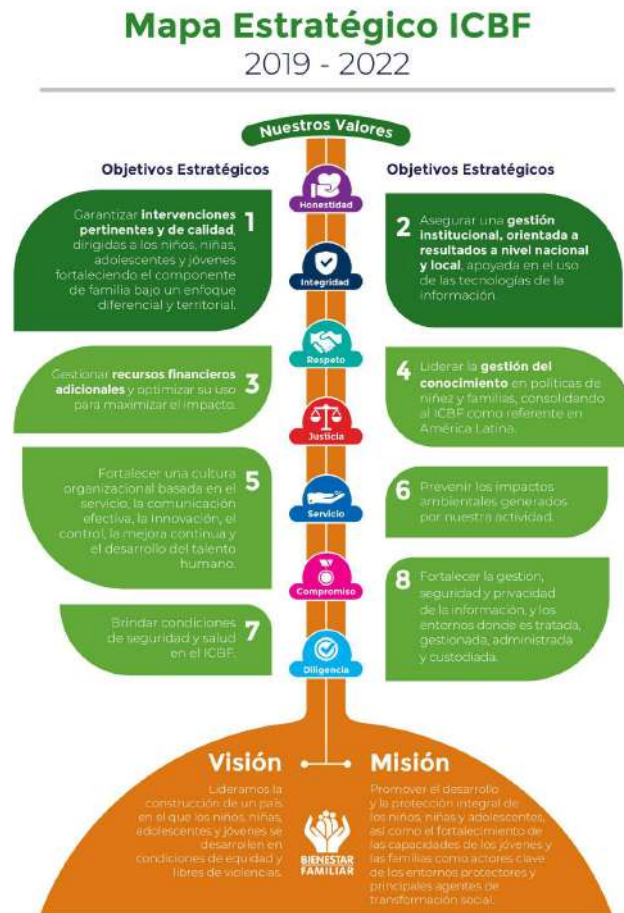 Mapa Estratégico ICBF
2019 - 2022
Nuestros Valores
Objetivos Estratégicos
Objetivos Estratégicos
Honestidad
Integridad
Respeto
Justicia
Servicio
Compromiso
Diligencia
1
Garantizar intervenciones
pertinentes y de calidad,
dirigidas a los niños, niñas,
adolescentes y jóvenes
fortaleciendo el componente
de familia bajo un enfoque
diferencial y territorial.
2
Asegurar una gestión
institucional, orientada a
resultados a nivel nacional
y local, apoyada en el uso
de las tecnologías de la
información.
3
Gestionar recursos financieros
adicionales y optimizar su uso
para maximizar el impacto.
4
Liderar la gestión del
conocimiento en políticas de
niñez y familias, consolidando
al ICBF como referente en
América Latina.
5
Fortalecer una cultura
organizacional basada en el
servicio, la comunicación
efectiva, la Innovación, el
control, la mejora continua y
el desarrollo del talento
humano.
6
Prevenir los impactos
ambientales generados
por nuestra actividad.
7
Brindar condiciones
de seguridad y salud
en el ICBF.
8
Fortalecer la gestión,
seguridad y privacidad
de la información, y los
entornos donde es tratada,
gestionada, administrada
y custodiada.
Visión
Lideramos la
construcción de un país
en el que los niños, niñas,
adolescentes y jóvenes se
desarrollen en
condiciones de equidad y
libres de violencias.
Misión
Promover el desarrollo
y la protección integral de
los niños, niñas y adolescentes,
así como el fortalecimiento de
las capacidades de los jóvenes y
las familias como actores clave
de los entornos protectores y
principales agentes de
transformación social.
BIENESTAR
FAMILIAR